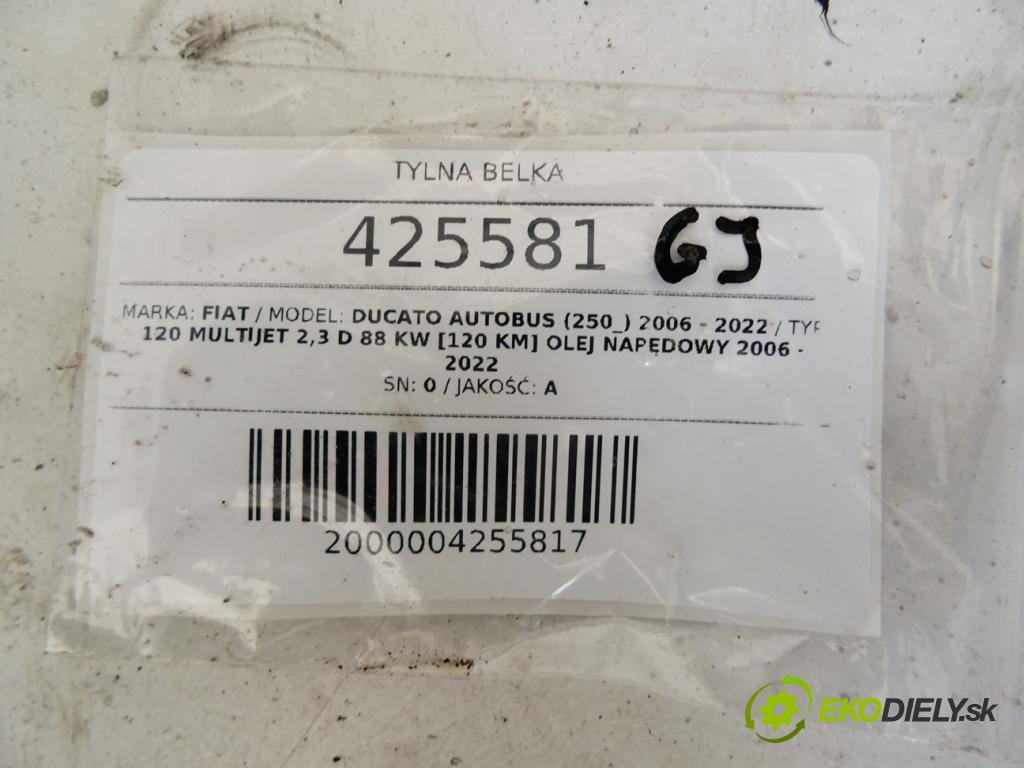 TYLNA BELKA
425581 GJ
MARKA: FIAT / MODEL: DUCATO AUTOBUS (250_) 2006 - 2022 / TYP
120 MULTIJET 2,3 D 88 KW [120 KM] OLEJ NAPĘDOWY 2006 -
2022
SN: 0 / JAKOŚĆ: A
2000004255817
EKODIELY.sk